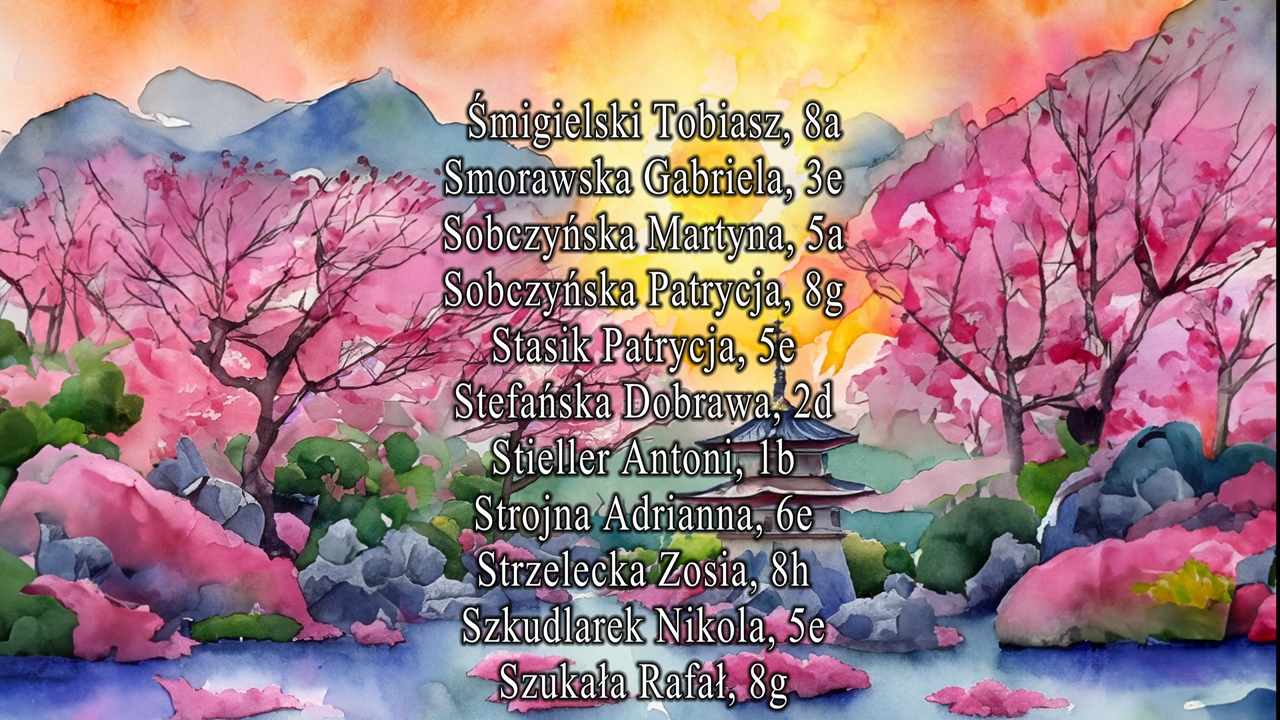 Śmigielski Tobiasz, 8a
Smorawska Gabriela, 3e
Sobczyńska Martyna, 5a
Sobczyńska Patrycja, 8g
Stasik Patrycja, 5e
Stefańska Dobrawa, 2d
Stieller Antoni, 1b
Strojna Adrianna, 6e
Strzelecka Zosia, 8h
Szkudlarek Nikola, 5e
Szukała Rafał, 8g